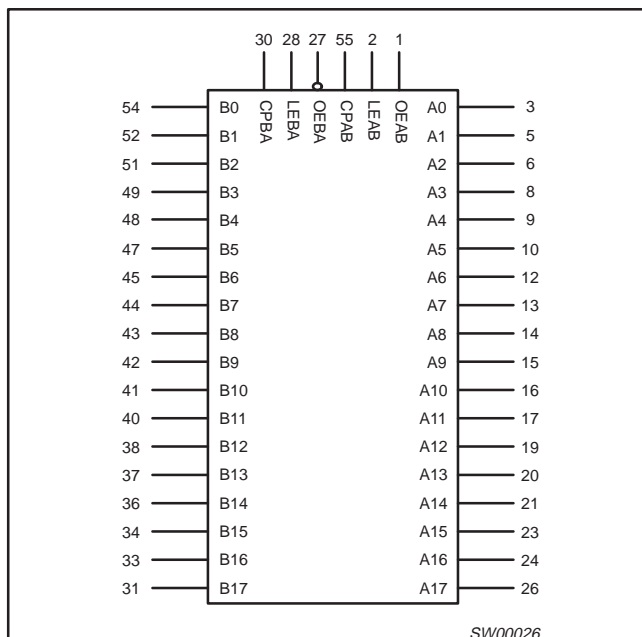 30 28 27 55 2 1
CPBA LEBA OEBA CPAB LEAB OEAB
54 B0 A0 3
52 B1 A1 5
51 B2 A2 6
49 B3 A3 8
48 B4 A4 9
47 B5 A5 10
45 B6 A6 12
44 B7 A7 13
43 B8 A8 14
42 B9 A9 15
41 B10 A10 16
40 B11 A11 17
38 B12 A12 19
37 B13 A13 20
36 B14 A14 21
34 B15 A15 23
33 B16 A16 24
31 B17 A17 26
SW00026